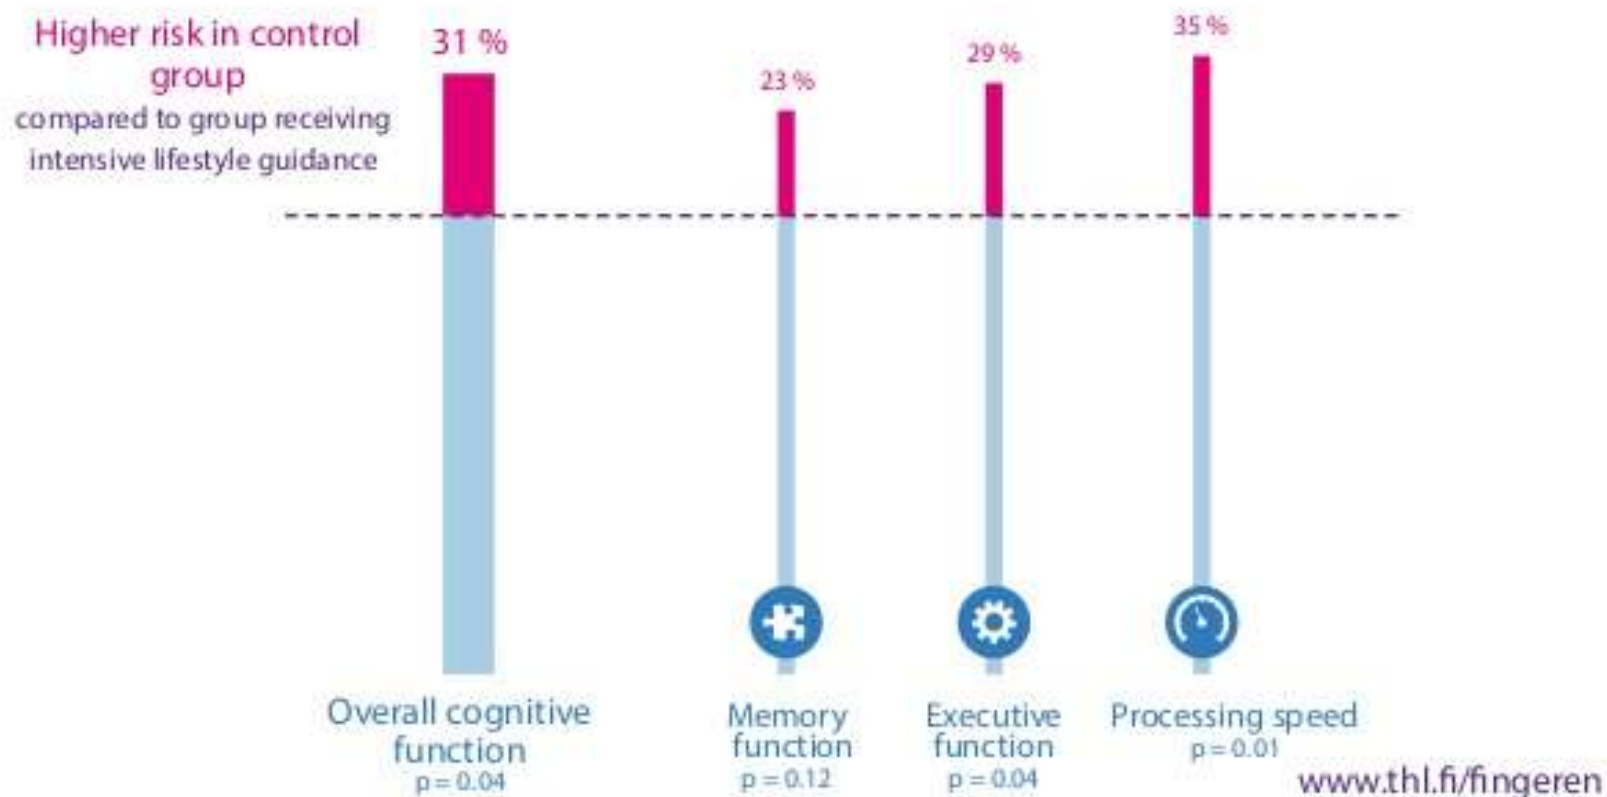 Higher risk in control
group
compared to group receiving
intensive lifestyle guidance
31 %
23 %
29 %
35 %
Overall cognitive
function
p = 0.04
Memory
function
p = 0.12
Executive
function
p = 0.04
Processing speed
p = 0.01
www.thl.fi/fingeren